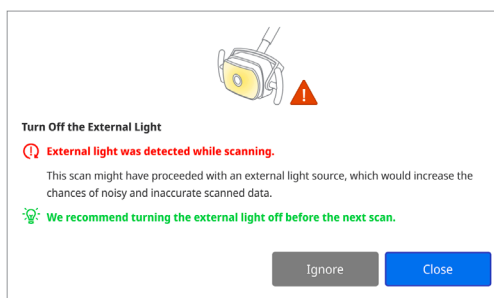 Turn Off the External Light
External light was detected while scanning.
This scan might have proceeded with an external light source, which would increase the
chances of noisy and inaccurate scanned data.
We recommend turning the external light off before the next scan.
Ignore
Close